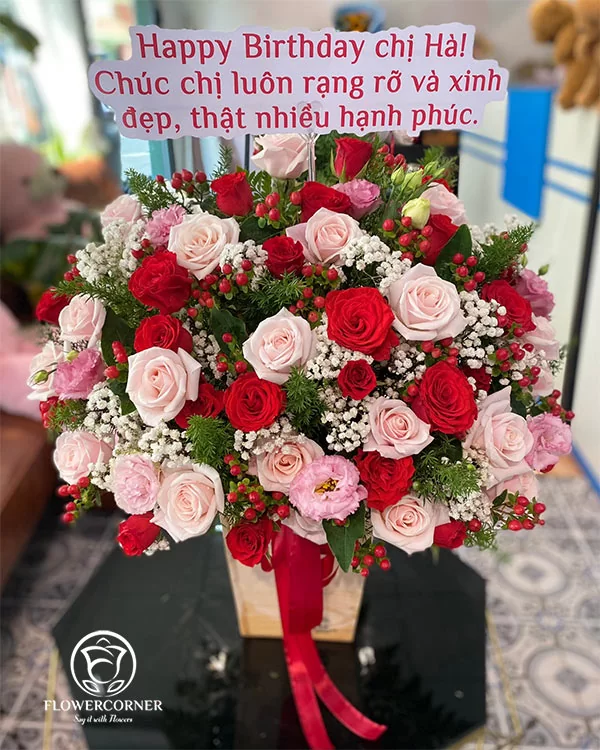 Happy Birthday chị Hà!
Chúc chị luôn rạng rỡ và xinh
đẹp, thật nhiều hạnh phúc.
FLOWERCORNER
Say it with Flowers